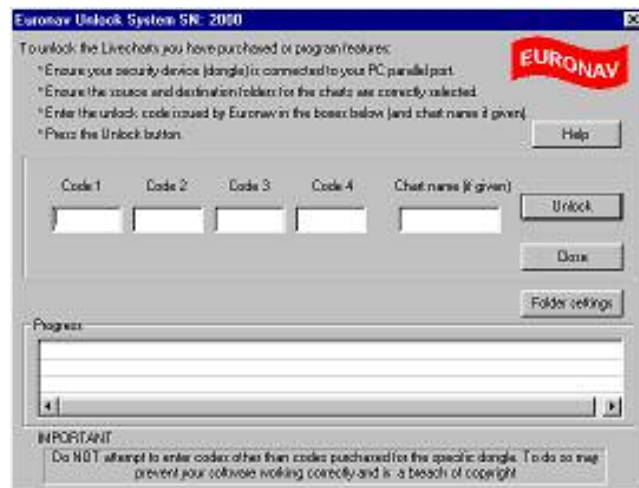 Euronav Unlock System SN: 2000
To unlock the Livecharts you have purchased or program features:
*Ensure your security device (dongle) is connected to your PC parallel port.
*Ensure the source and destination folders for the charts are correctly selected.
*Enter the unlock code issued by Euronav in the boxes below (and chart name if given)
*Press the Unlock button.
EURONAV
Help
Code 1 Code 2 Code 3 Code 4 Chart name (if given)
Unlock
Close
Folder settings
Progress
IMPORTANT
Do NOT attempt to enter codes other than codes purchased for the specific dongle. To do so may
prevent your software working correctly and is a breach of copyright